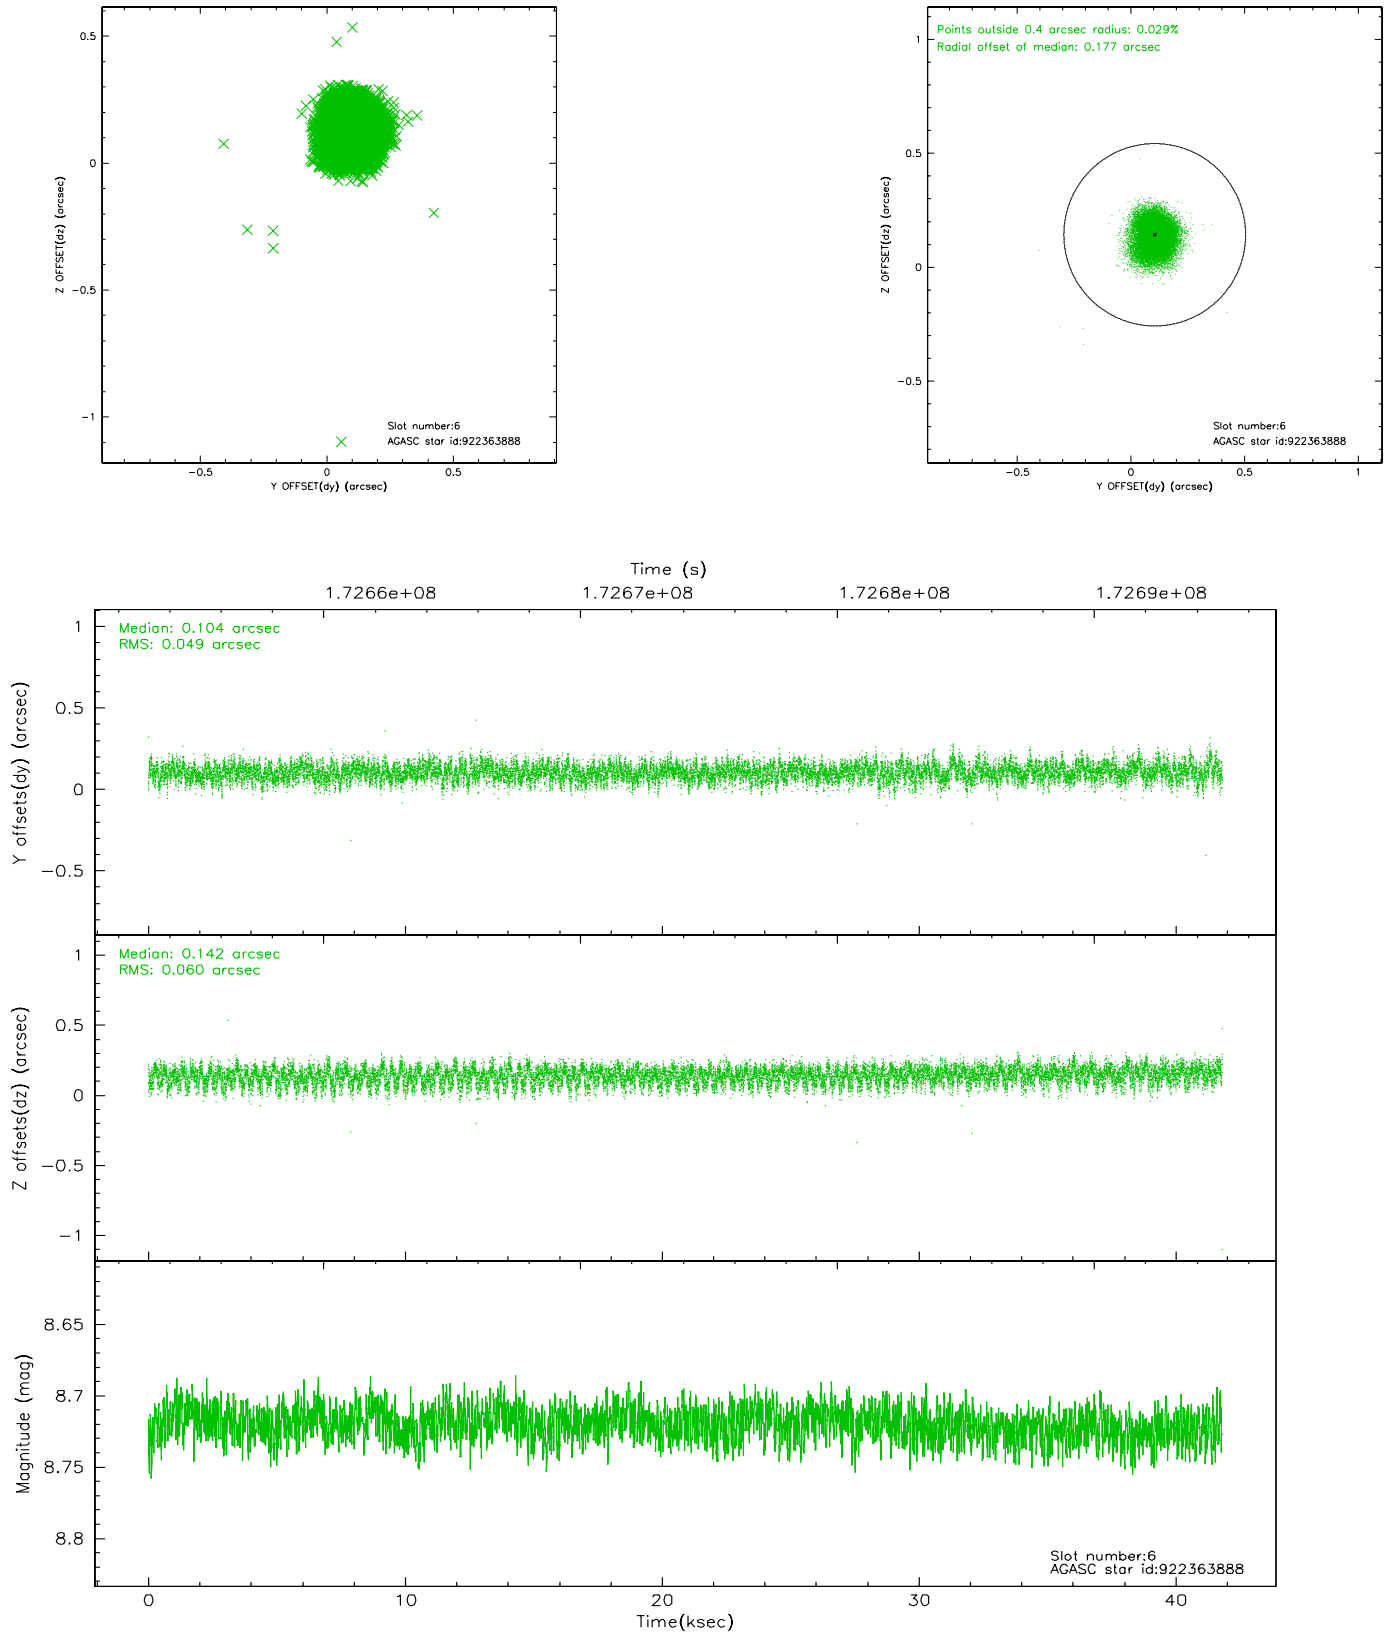 0.5
0
−0.5
−1
Z OFFSET(dz) (arcsec)
Slot number:6
AGASC star id:922363888
−0.5
0
0.5
Y OFFSET(dy) (arcsec)
Points outside 0.4 arcsec radius: 0.029%
Radial offset of median: 0.177 arcsec
1
0.5
0
−0.5
Z OFFSET(dz) (arcsec)
Slot number:6
AGASC star id:922363888
−0.5
0
0.5
1
Y OFFSET(dy) (arcsec)
Time (s)
1.7266e+08
1.7267e+08
1.7268e+08
1.7269e+08
Median: 0.104 arcsec
RMS: 0.049 arcsec
1
0.5
0
−0.5
Y offsets(dy) (arcsec)
Median: 0.142 arcsec
RMS: 0.060 arcsec
1
0.5
0
−0.5
−1
Z offsets(dz) (arcsec)
8.65
8.7
8.75
8.8
Magnitude (mag)
Slot number:6
AGASC star id:922363888
0
10
20
30
40
Time(ksec)